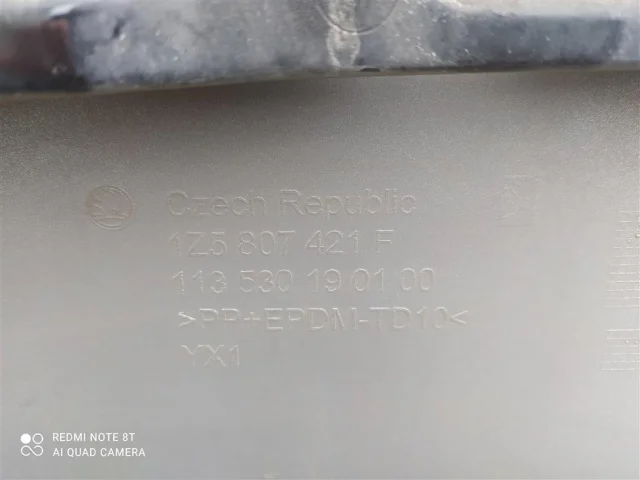 Czech Republic
1Z5 807 421 F
113 530 19 01 00
>PP+EPDM-TD10<
YX1
REDMI NOTE 8T
AI QUAD CAMERA